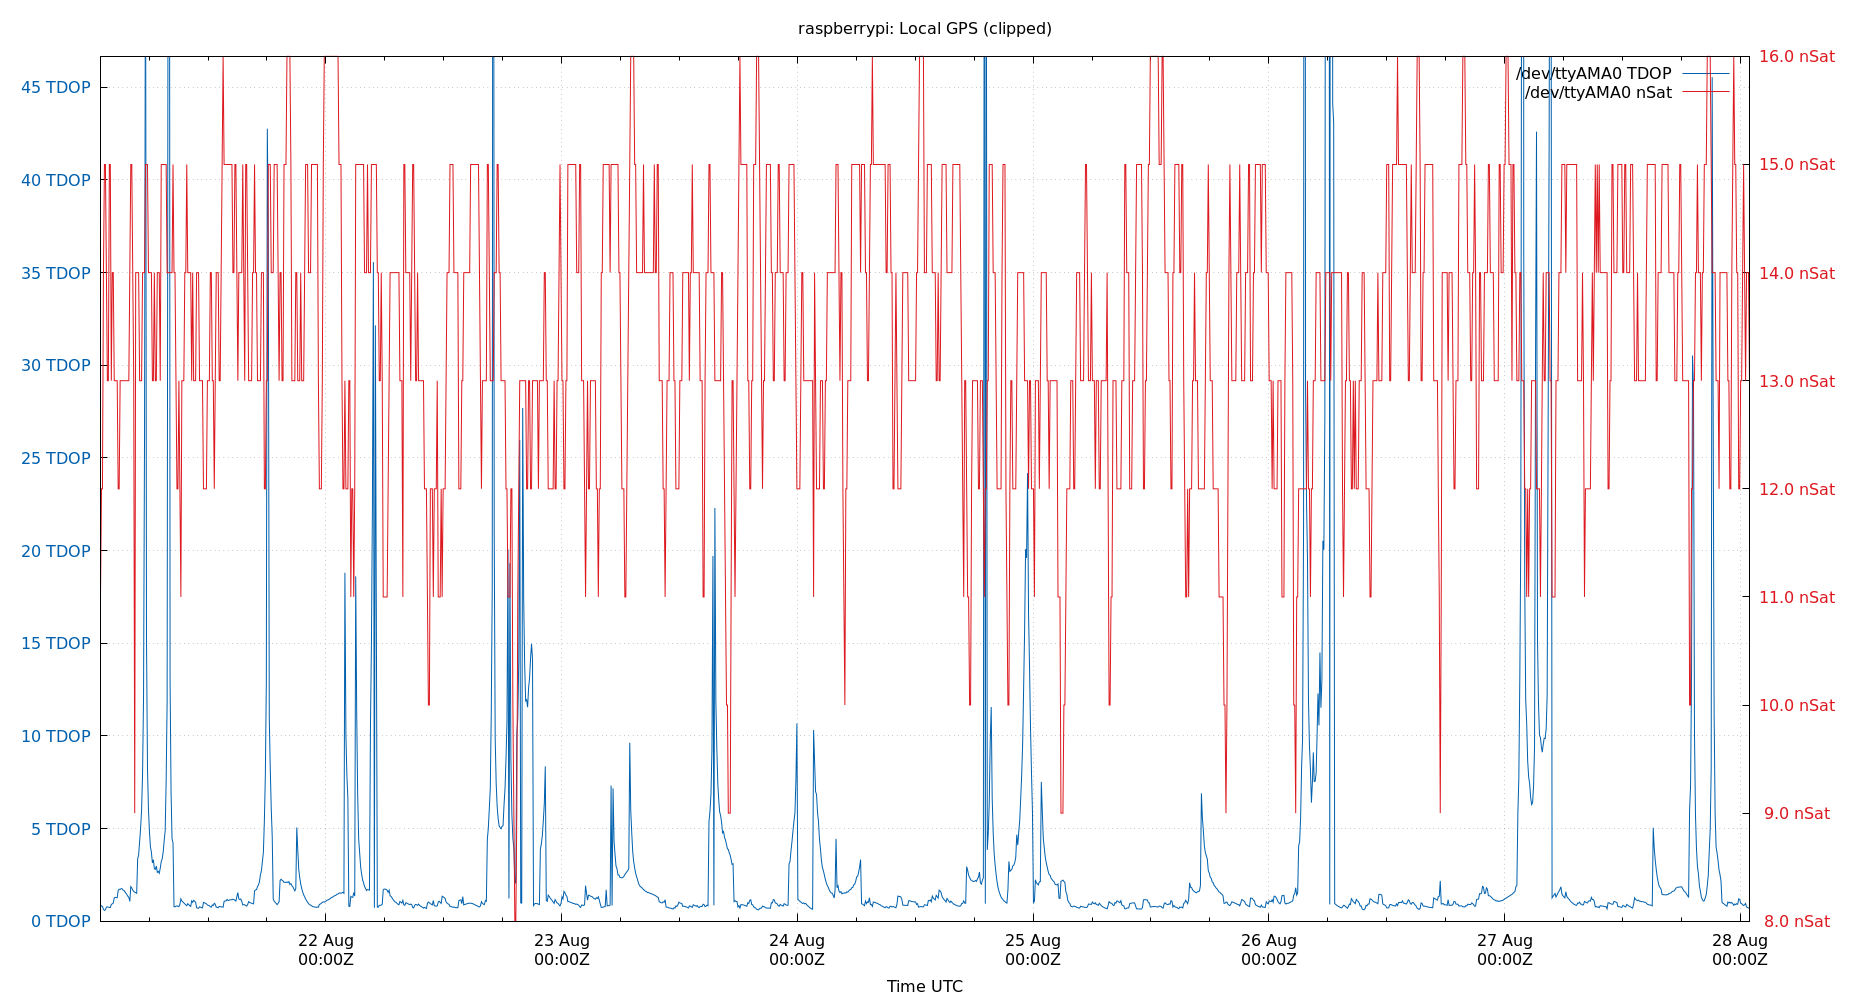 raspberrypi: Local GPS (clipped)
/dev/ttyAMA0 TDOP
/dev/ttyAMA0 nSat
45 TDOP
40 TDOP
35 TDOP
30 TDOP
25 TDOP
20 TDOP
15 TDOP
10 TDOP
5 TDOP
0 TDOP
16.0 nSat
15.0 nSat
14.0 nSat
13.0 nSat
12.0 nSat
11.0 nSat
10.0 nSat
9.0 nSat
8.0 nSat
22 Aug
00:00Z
23 Aug
00:00Z
24 Aug
00:00Z
25 Aug
00:00Z
26 Aug
00:00Z
27 Aug
00:00Z
28 Aug
00:00Z
Time UTC